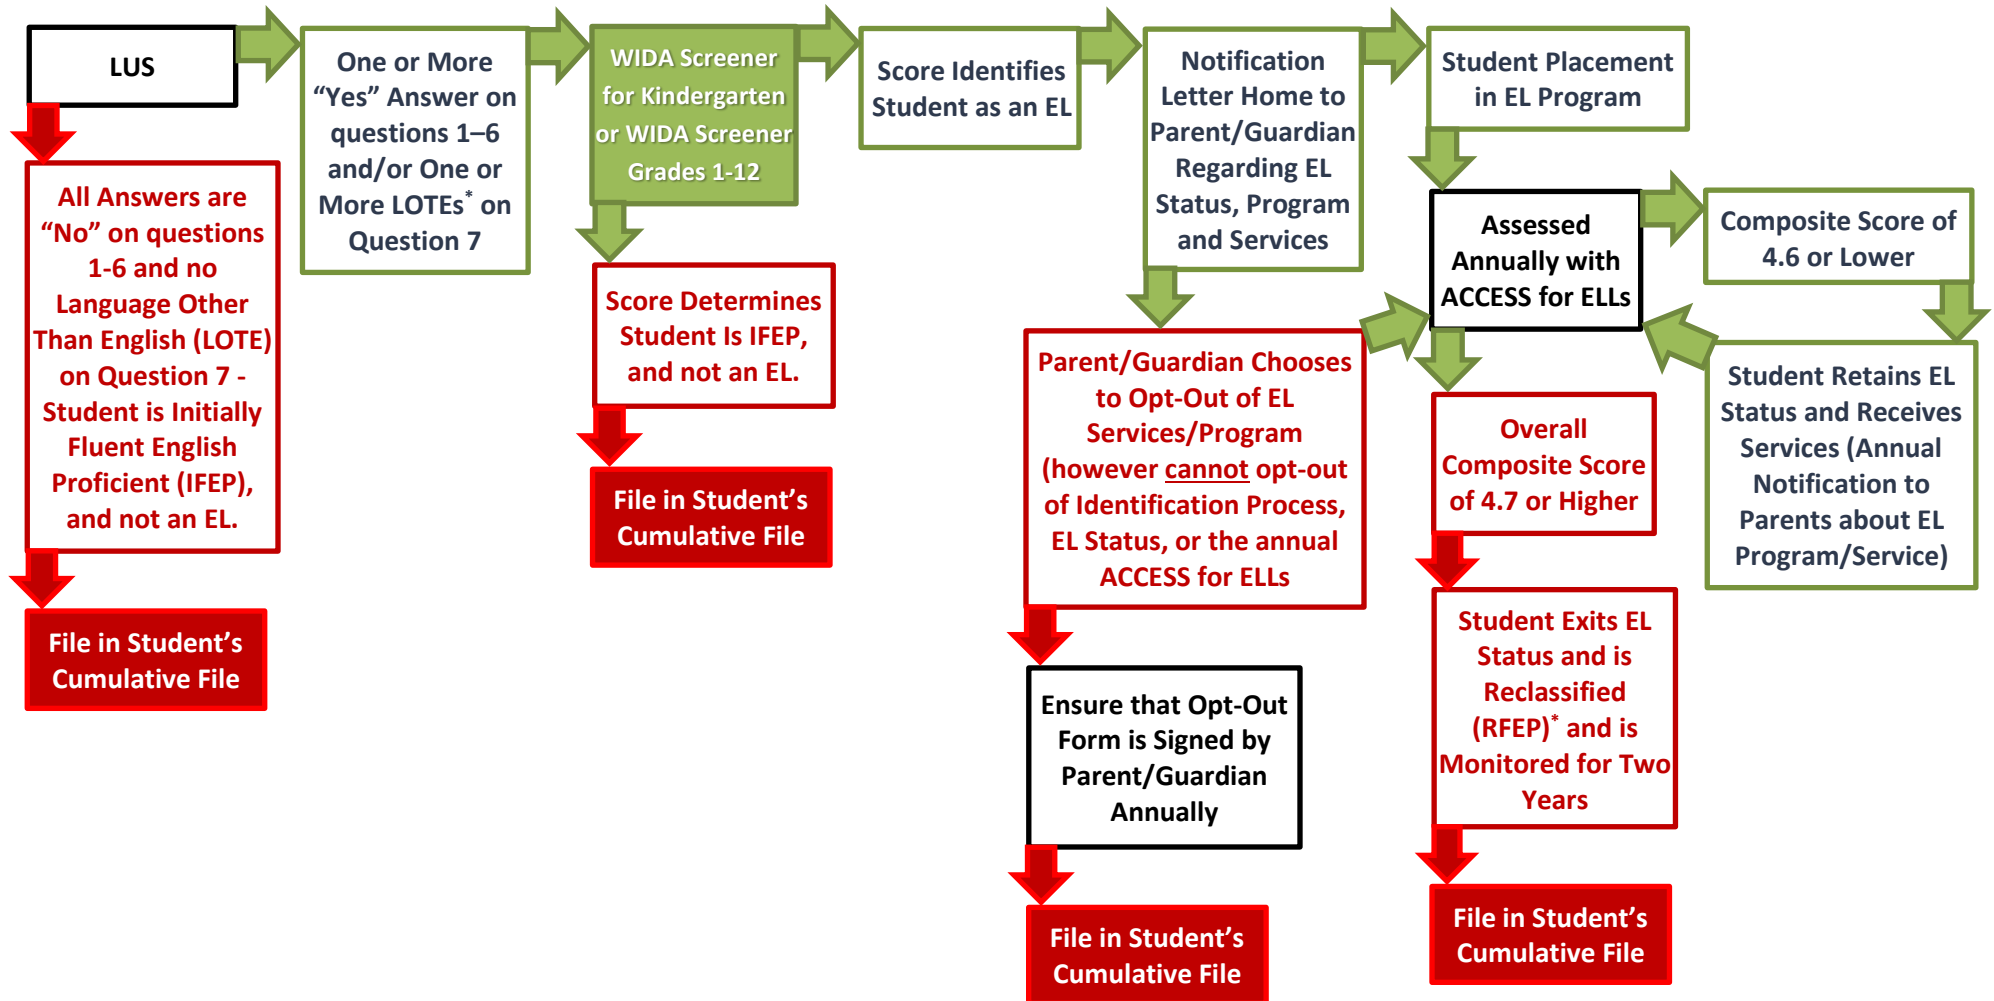 LUS
One or More
“Yes” Answer on
questions 1–6
and/or One or
More LOTEs* on
Question 7
WIDA Screener
for Kindergarten
or WIDA Screener
Grades 1-12
Score Identifies
Student as an EL
Notification
Letter Home to
Parent/Guardian
Regarding EL
Status, Program
and Services
Student Placement
in EL Program
All Answers are
“No” on questions
1-6 and no
Language Other
Than English (LOTE)
on Question 7 -
Student is Initially
Fluent English
Proficient (IFEP),
and not an EL.
File in Student’s
Cumulative File
Score Determines
Student Is IFEP,
and not an EL.
File in Student’s
Cumulative File
Parent/Guardian Chooses
to Opt-Out of EL
Services/Program
(however cannot opt-out
of Identification Process,
EL Status, or the annual
ACCESS for ELLs
Ensure that Opt-Out
Form is Signed by
Parent/Guardian
Annually
File in Student’s
Cumulative File
Assessed
Annually with
ACCESS for ELLs
Composite Score of
4.6 or Lower
Student Retains EL
Status and Receives
Services (Annual
Notification to
Parents about EL
Program/Service)
Overall
Composite Score
of 4.7 or Higher
Student Exits EL
Status and is
Reclassified
(RFEP)* and is
Monitored for Two
Years
File in Student’s
Cumulative File